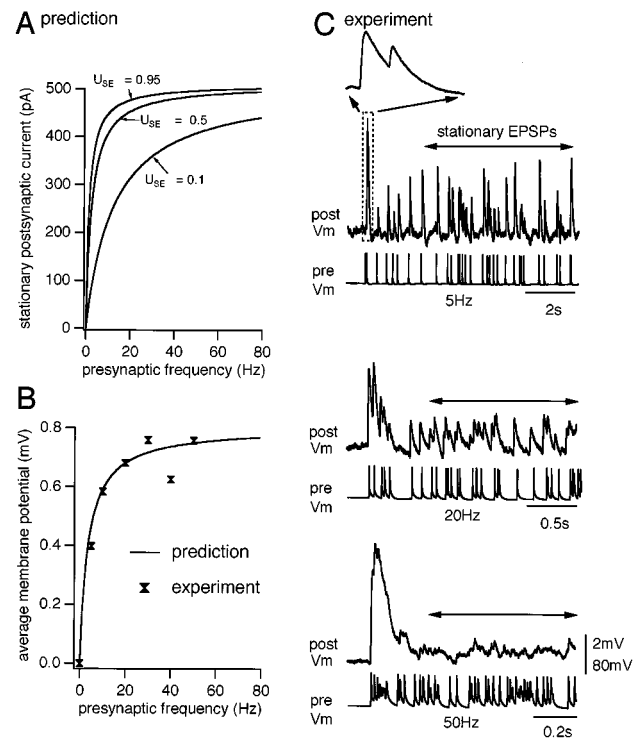 A prediction
stationary postsynaptic current (pA)
500
400
300
200
100
0
U_SE = 0.95
U_SE = 0.5
U_SE = 0.1
0 20 40 60 80
presynaptic frequency (Hz)
B
average membrane potential (mV)
0.8
0.6
0.4
0.2
0.0
prediction
experiment
0 20 40 60 80
presynaptic frequency (Hz)
C experiment
stationary EPSPs
post
Vm
pre
Vm
5Hz
2s
post
Vm
pre
Vm
20Hz
0.5s
post
Vm
2mV
80mV
pre
Vm
50Hz
0.2s